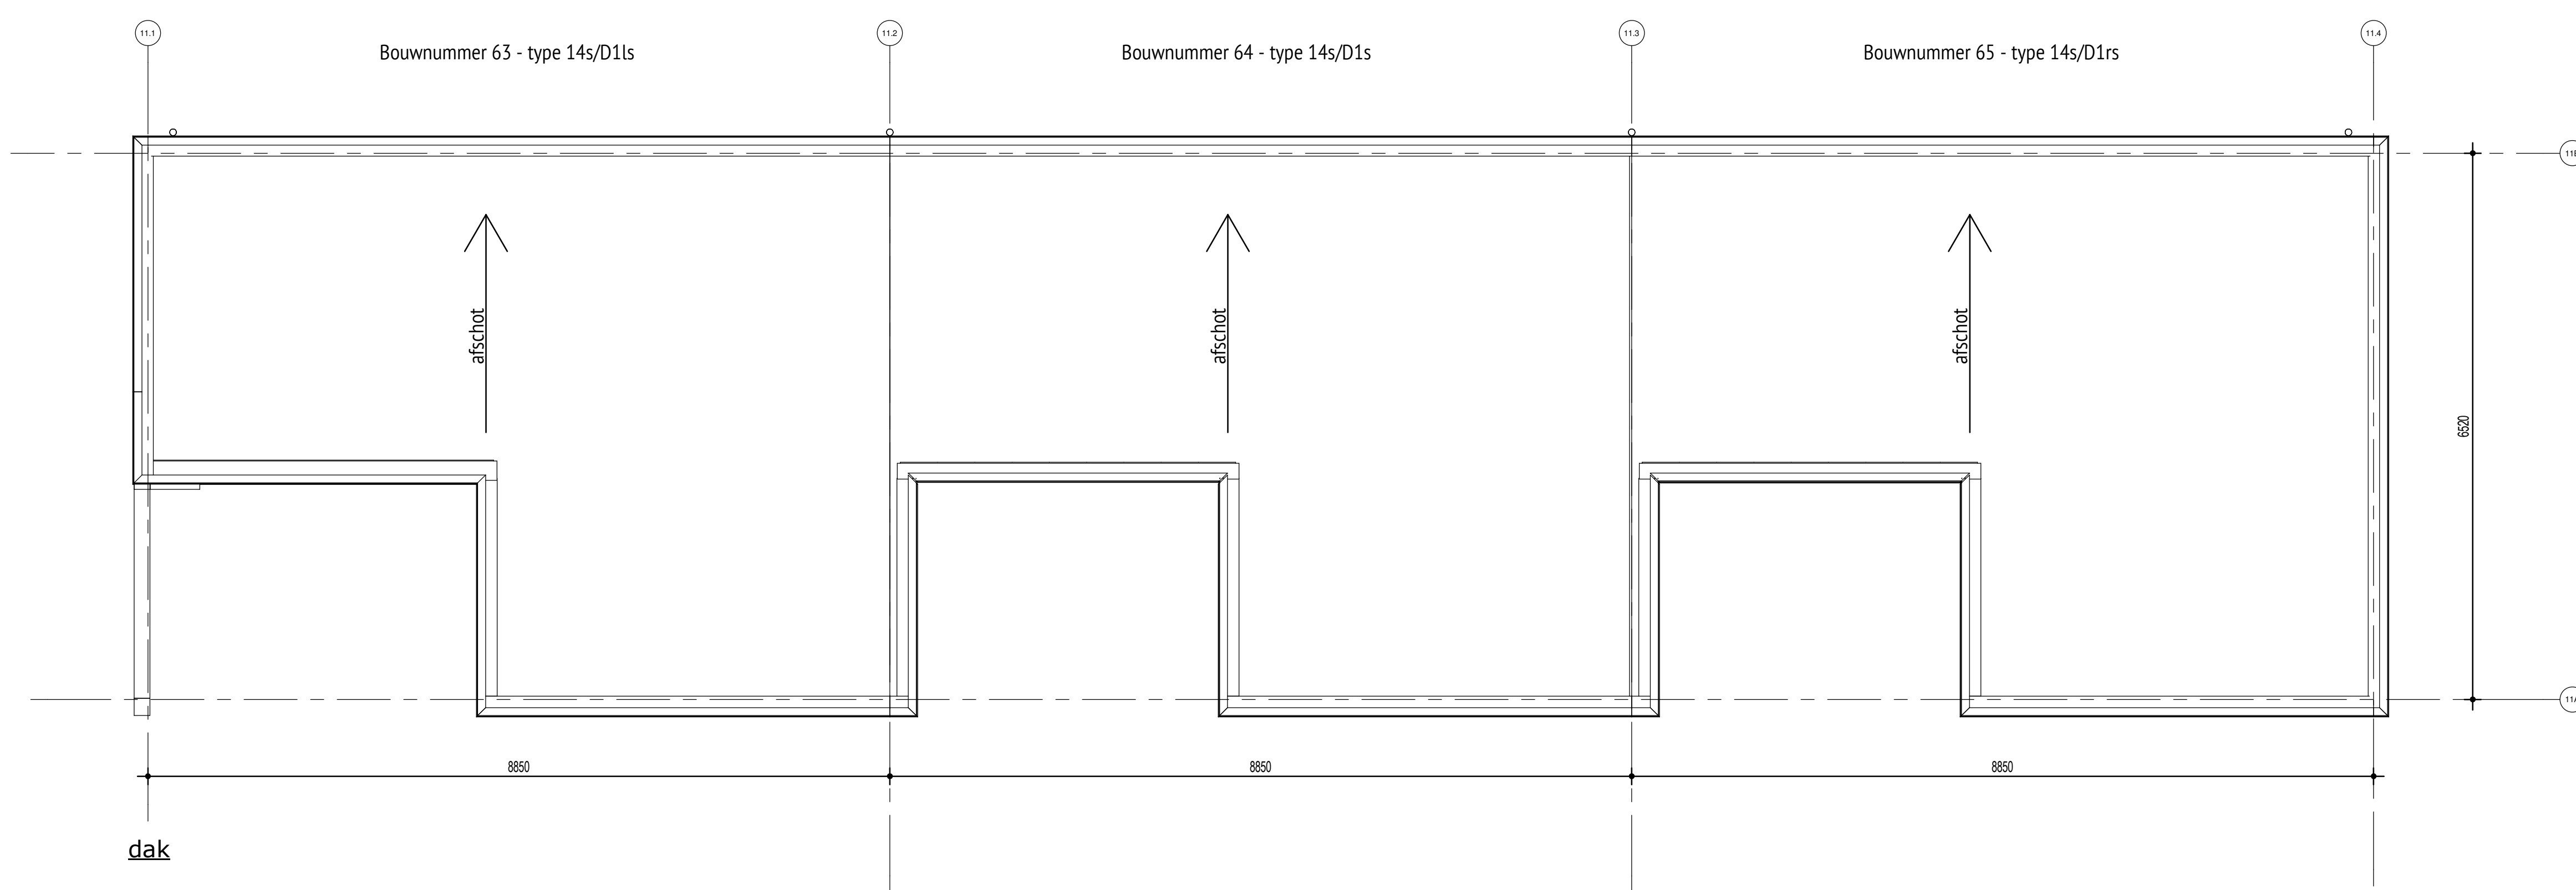 11.1
11.2
11.3
11.4
Bouwnummer 63 - type 14s/D1ls
Bouwnummer 64 - type 14s/D1s
Bouwnummer 65 - type 14s/D1rs
afschot
afschot
afschot
6520
8850
8850
8850
dak